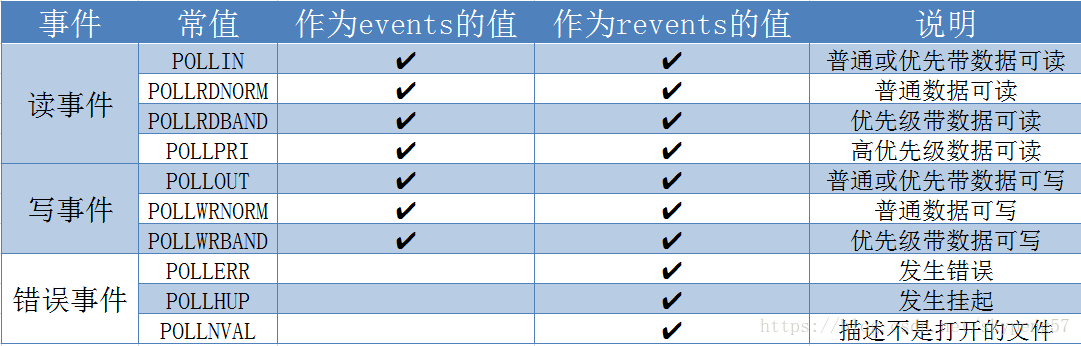 事件 常值 作为events的值 作为revents的值 说明
读事件 POLLIN ✔ ✔ 普通或优先带数据可读
POLLRDNORM ✔ ✔ 普通数据可读
POLLRDBAND ✔ ✔ 优先级带数据可读
POLLPRI ✔ ✔ 高优先级数据可读
写事件 POLLOUT ✔ ✔ 普通或优先带数据可写
POLLWRNORM ✔ ✔ 普通数据可写
POLLWRBAND ✔ ✔ 优先级带数据可写
错误事件 POLLERR ✔ 发生错误
POLLHUP ✔ 发生挂起
POLLNVAL ✔ 描述不是打开的文件